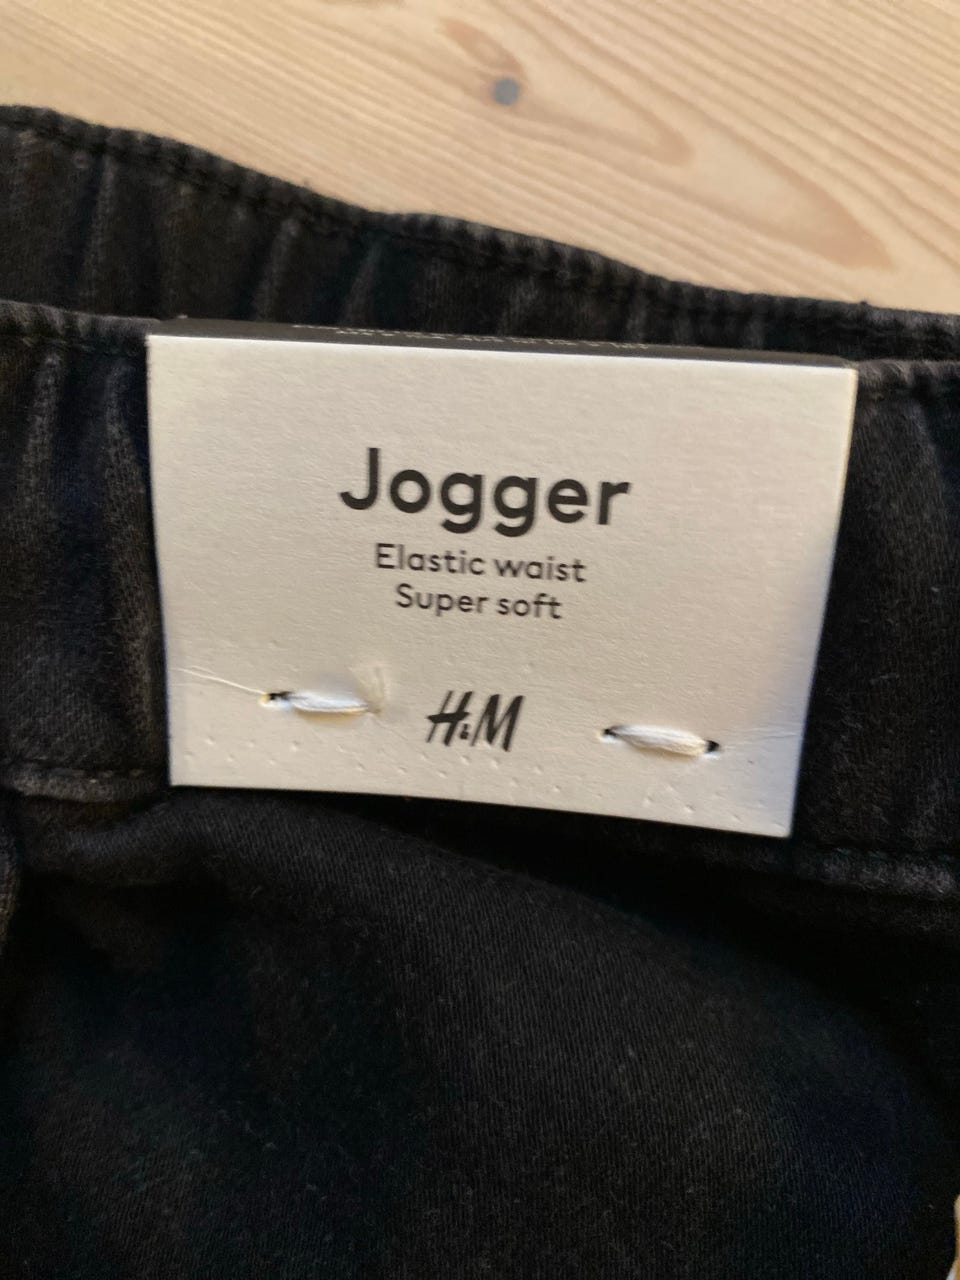 Jogger
Elastic waist
Super soft
H&M